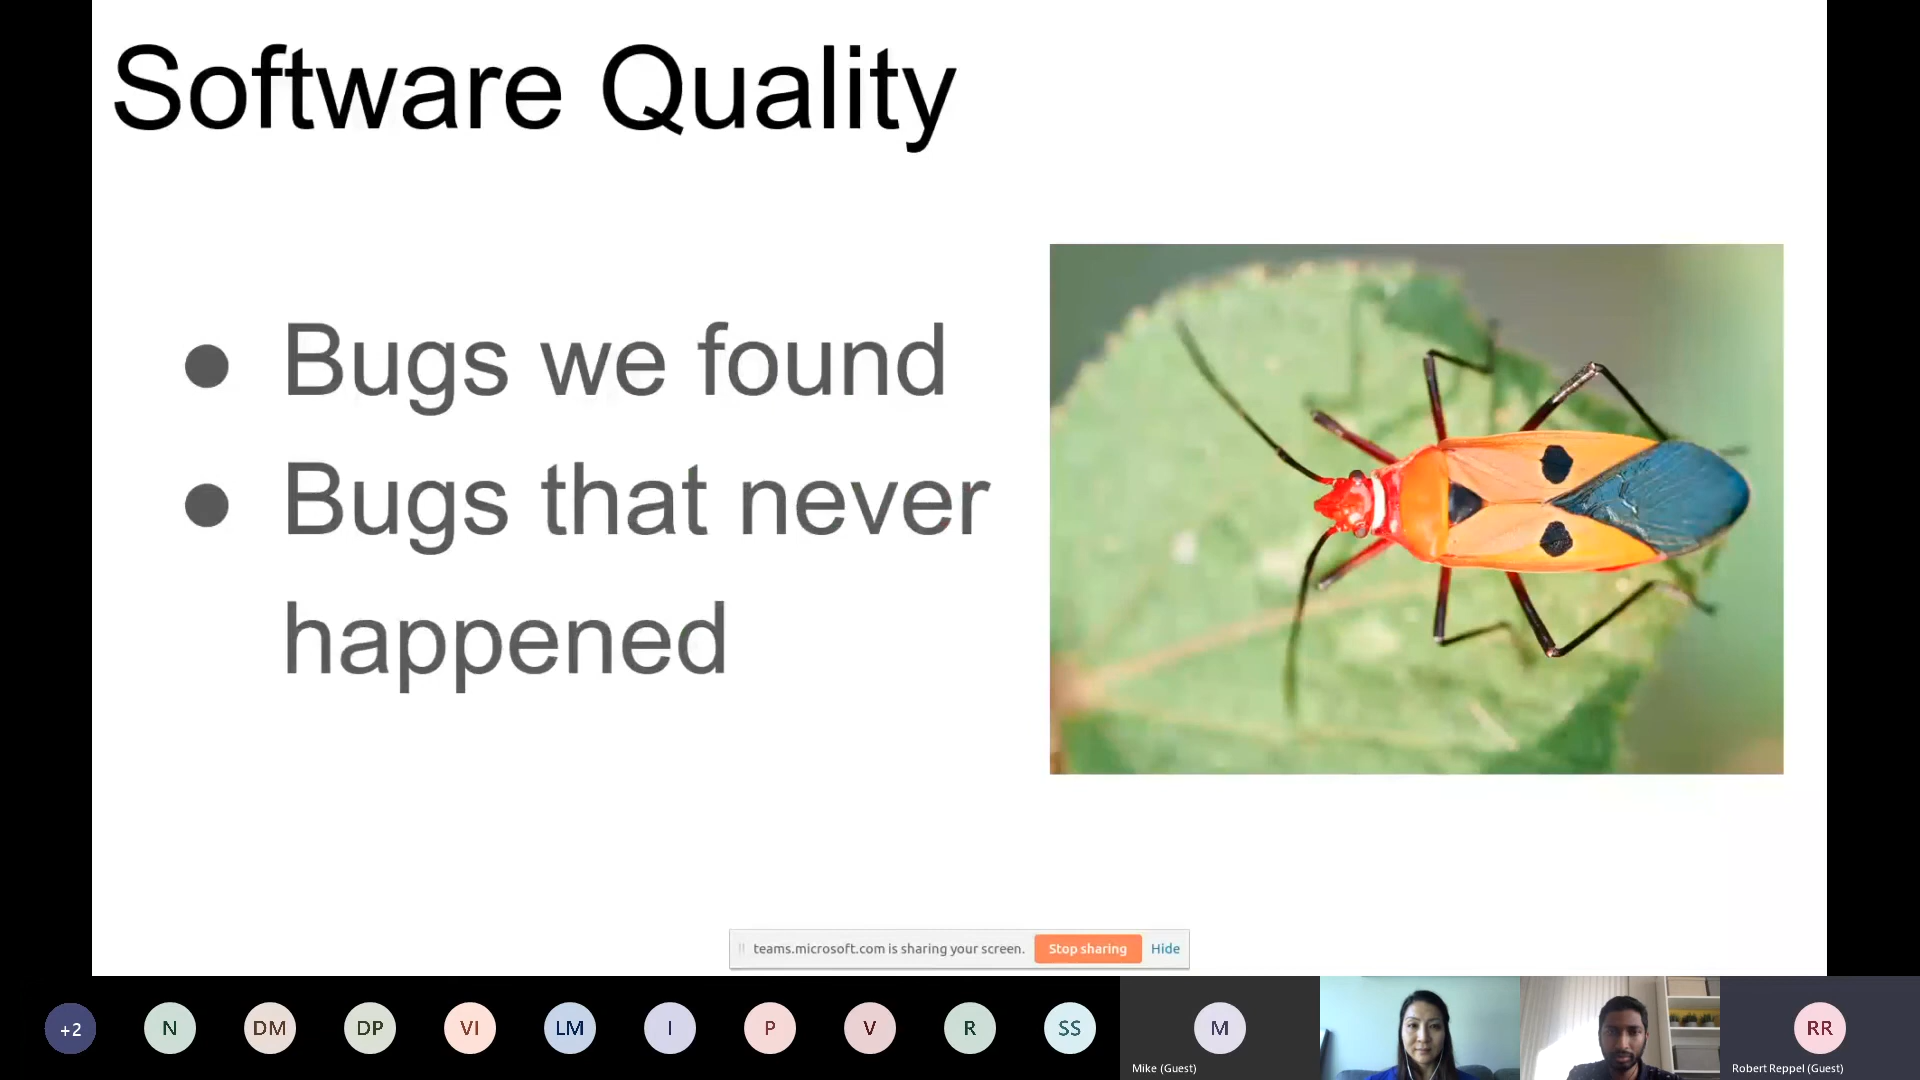 Software Quality
● Bugs we found
● Bugs that never
happened
teams.microsoft.com is sharing your screen. Stop sharing Hide
+2 N DM DP VI LM I P V R SS M RR
Mike (Guest) Robert Reppel (Guest)